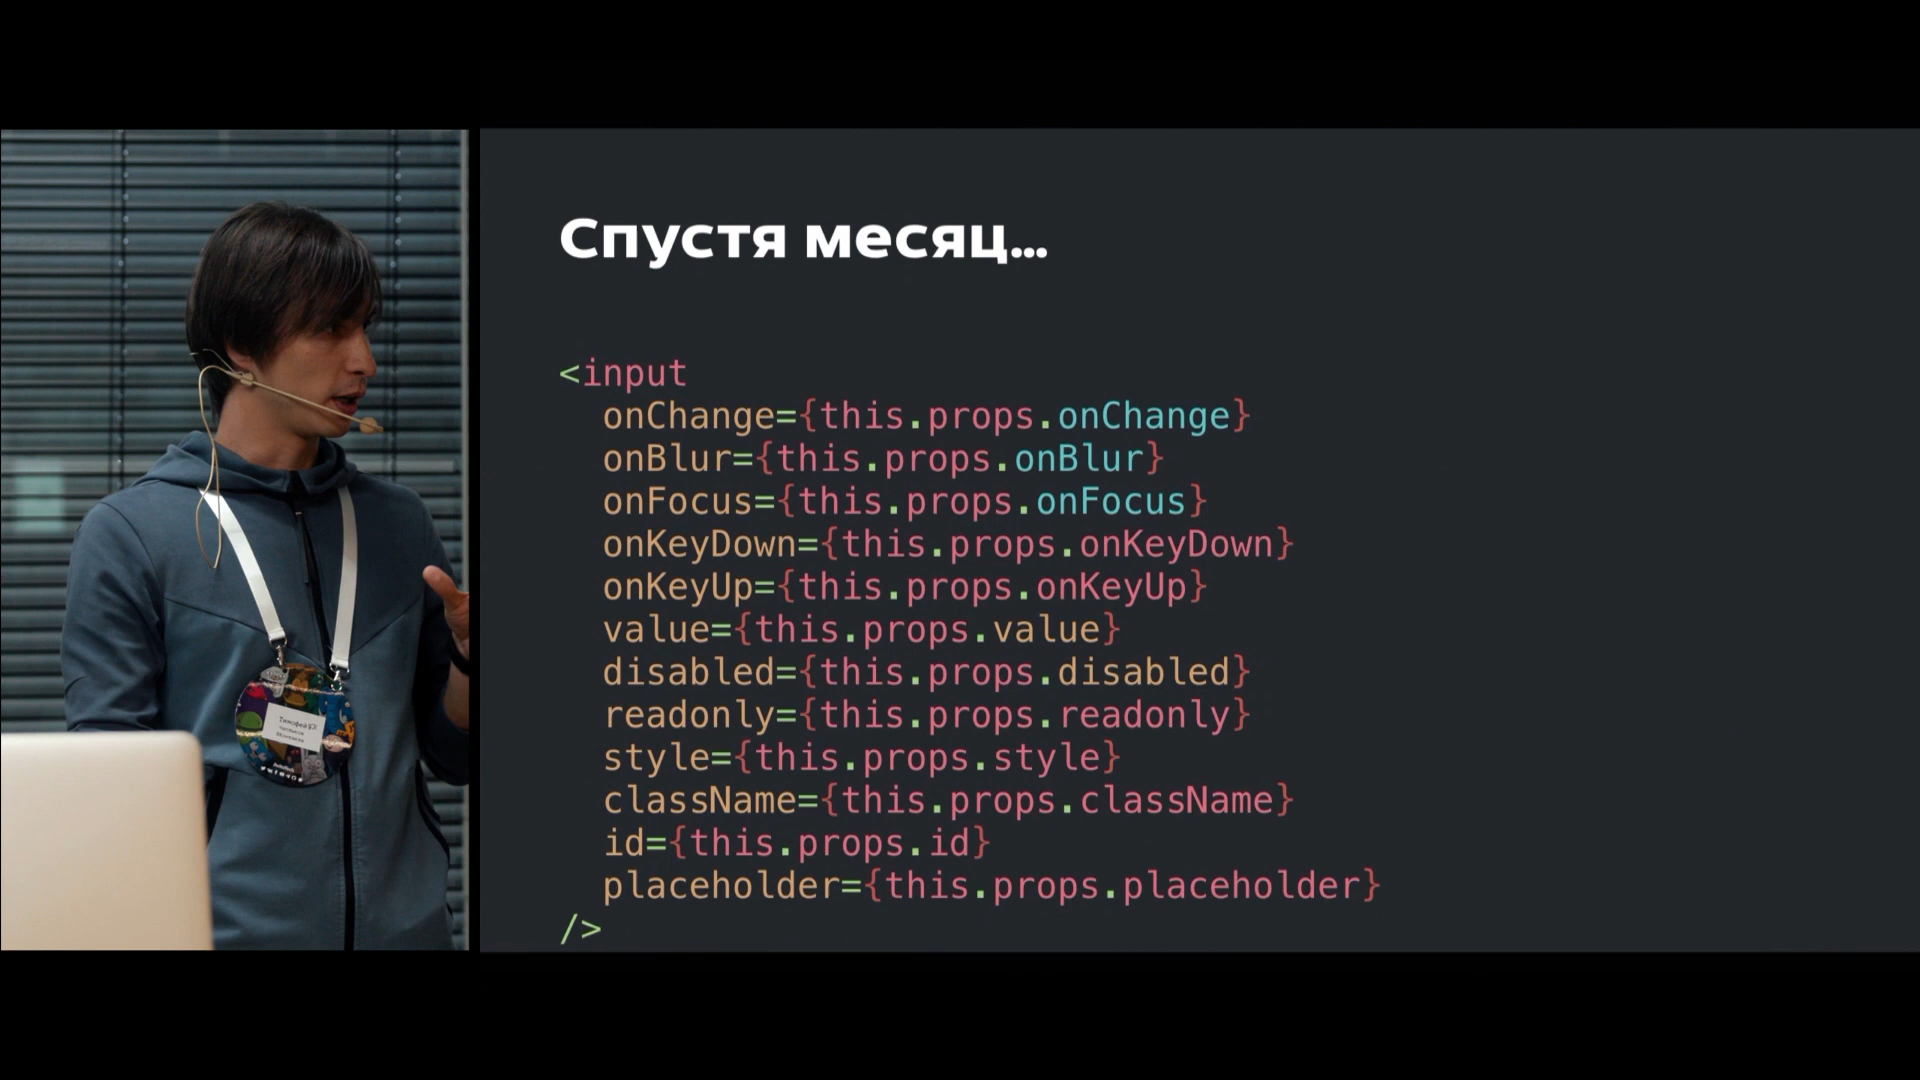 Спустя месяц...
<input
onChange={this.props.onChange}
onBlur={this.props.onBlur}
onFocus={this.props.onFocus}
onKeyDown={this.props.onKeyDown}
onKeyUp={this.props.onKeyUp}
value={this.props.value}
disabled={this.props.disabled}
readonly={this.props.readonly}
style={this.props.style}
className={this.props.className}
id={this.props.id}
placeholder={this.props.placeholder}
/>
Тимофей